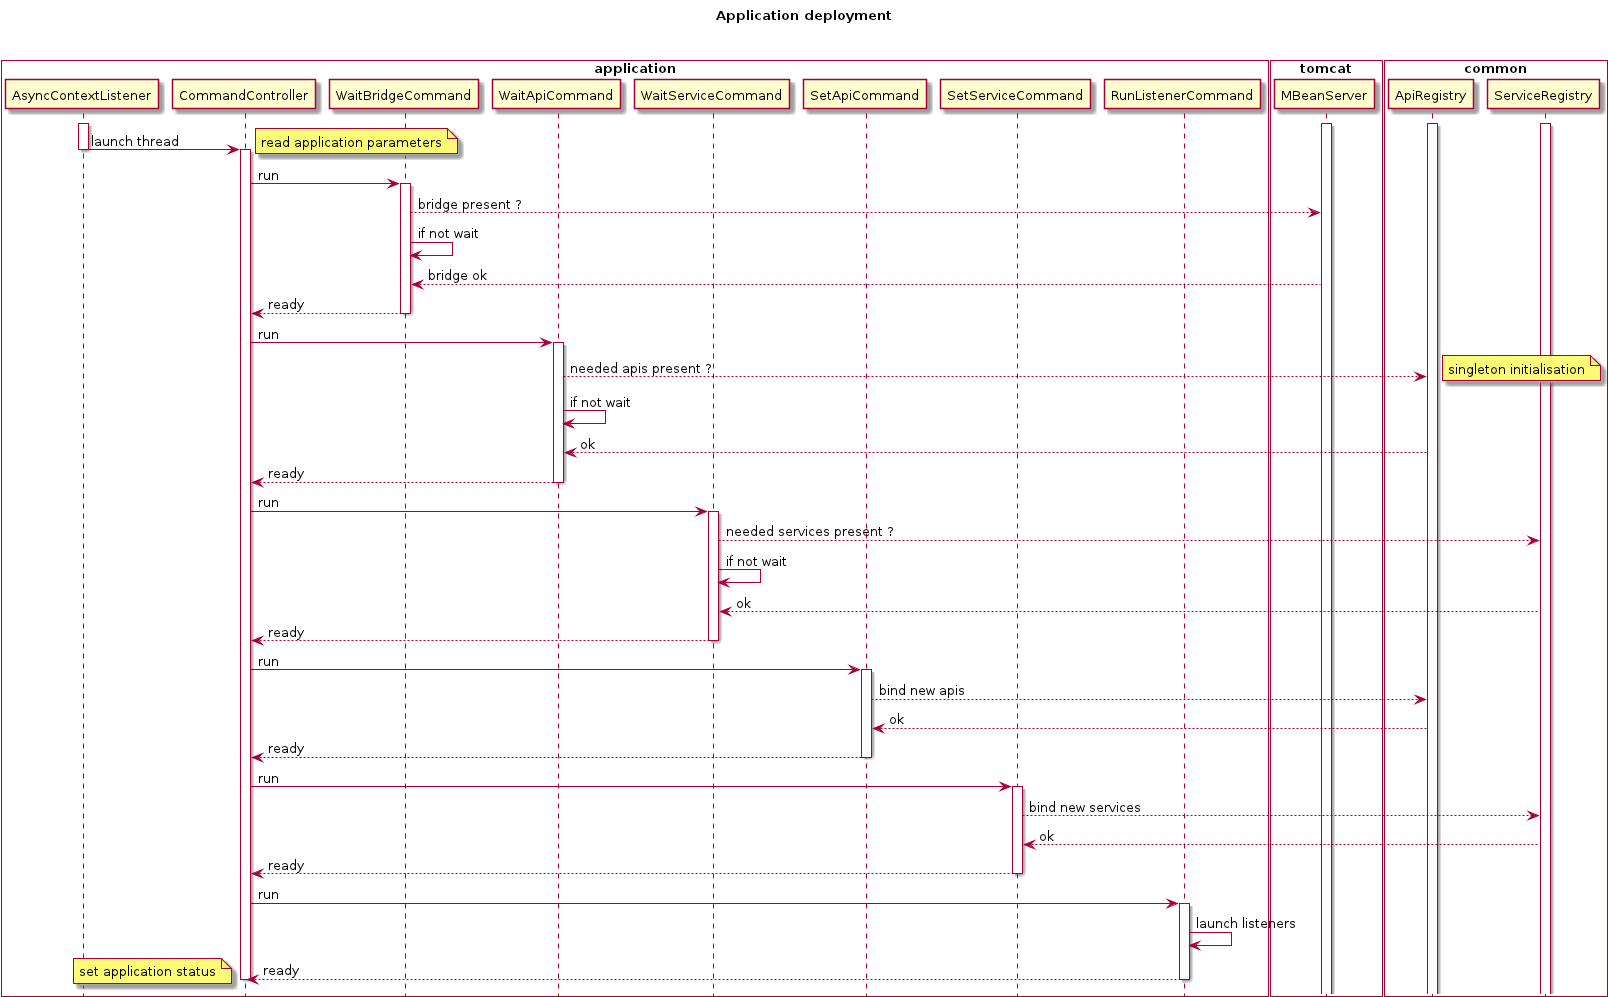 Application deployment
application
tomcat
common
AsyncContextListener
CommandController
WaitBridgeCommand
WaitApiCommand
WaitServiceCommand
SetApiCommand
SetServiceCommand
RunListenerCommand
MBeanServer
ApiRegistry
ServiceRegistry
launch thread
read application parameters
run
bridge present ?
if not wait
bridge ok
ready
run
needed apis present ?
singleton initialisation
if not wait
ok
ready
run
needed services present ?
if not wait
ok
ready
run
bind new apis
ok
ready
run
bind new services
ok
ready
run
launch listeners
set application status
ready